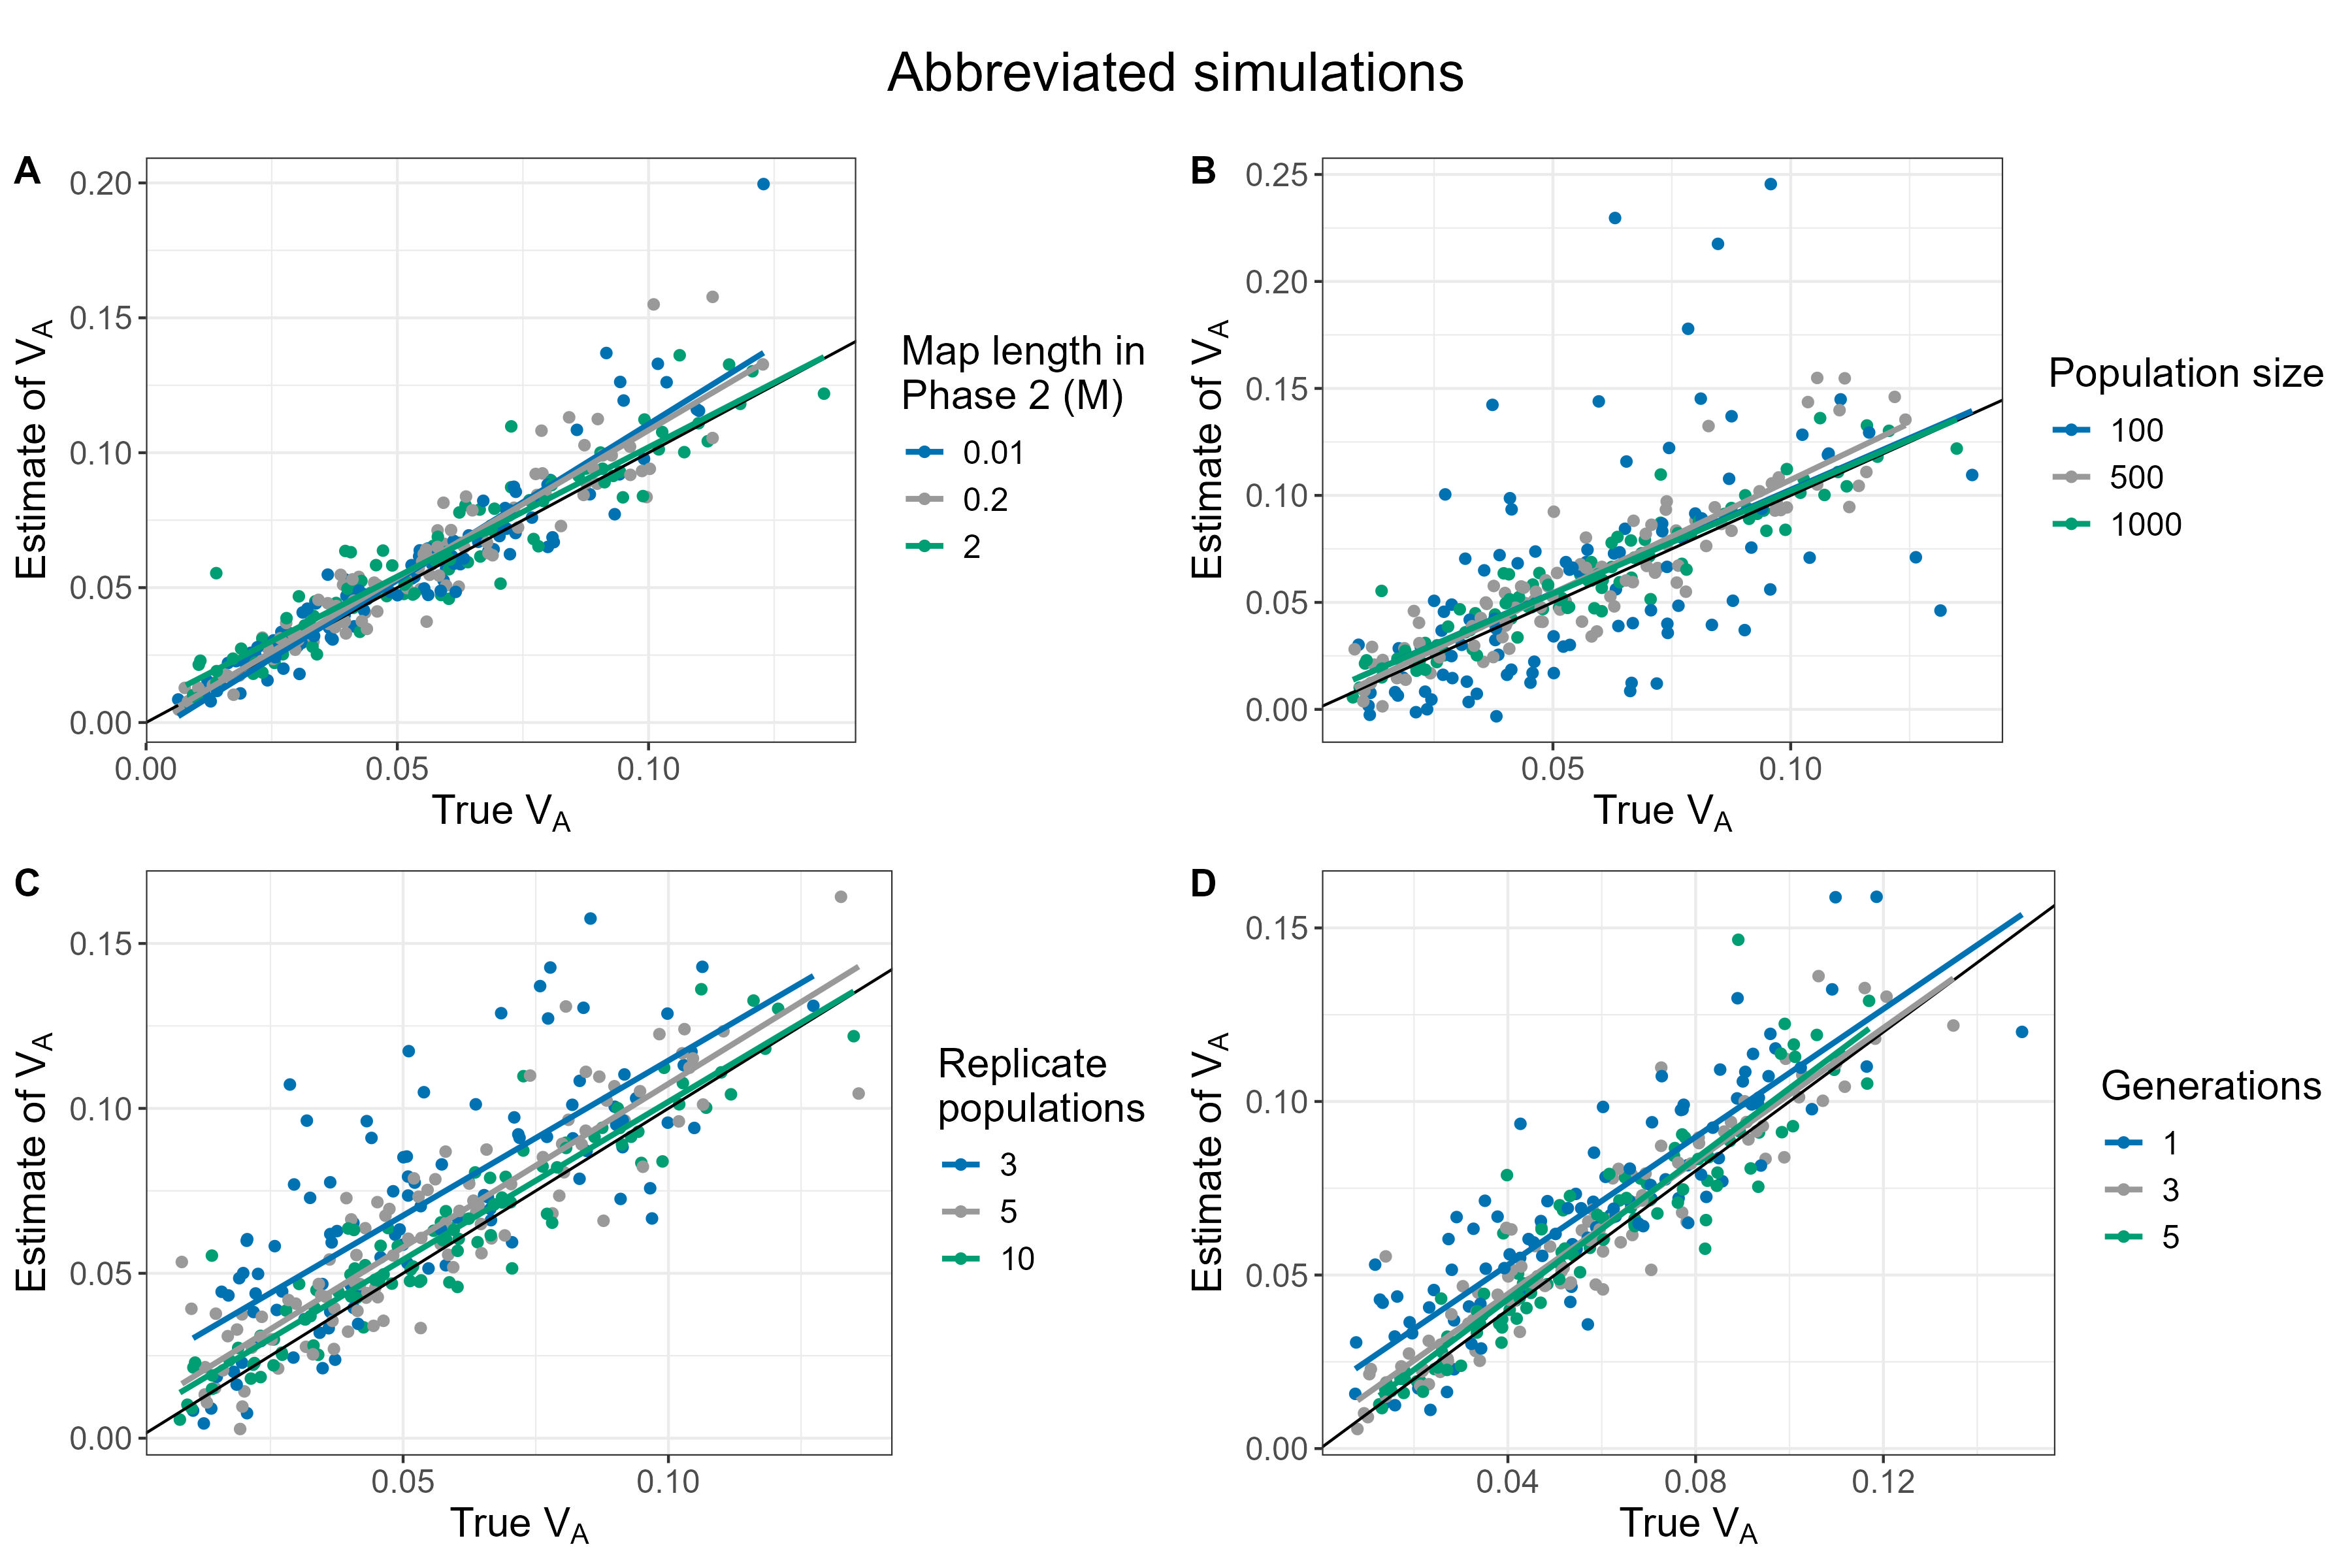 Abbreviated simulations
A
0.20
0.15
0.10
0.05
0.00
0.00 0.05 0.10
Estimate of VA
True VA
Map length in
Phase 2 (M)
0.01
0.2
2
B
0.25
0.20
0.15
0.10
0.05
0.00
0.05 0.10
Estimate of VA
True VA
Population size
100
500
1000
C
0.15
0.10
0.05
0.00
0.05 0.10
Estimate of VA
True VA
Replicate
populations
3
5
10
D
0.15
0.10
0.05
0.00
0.04 0.08 0.12
Estimate of VA
True VA
Generations
1
3
5